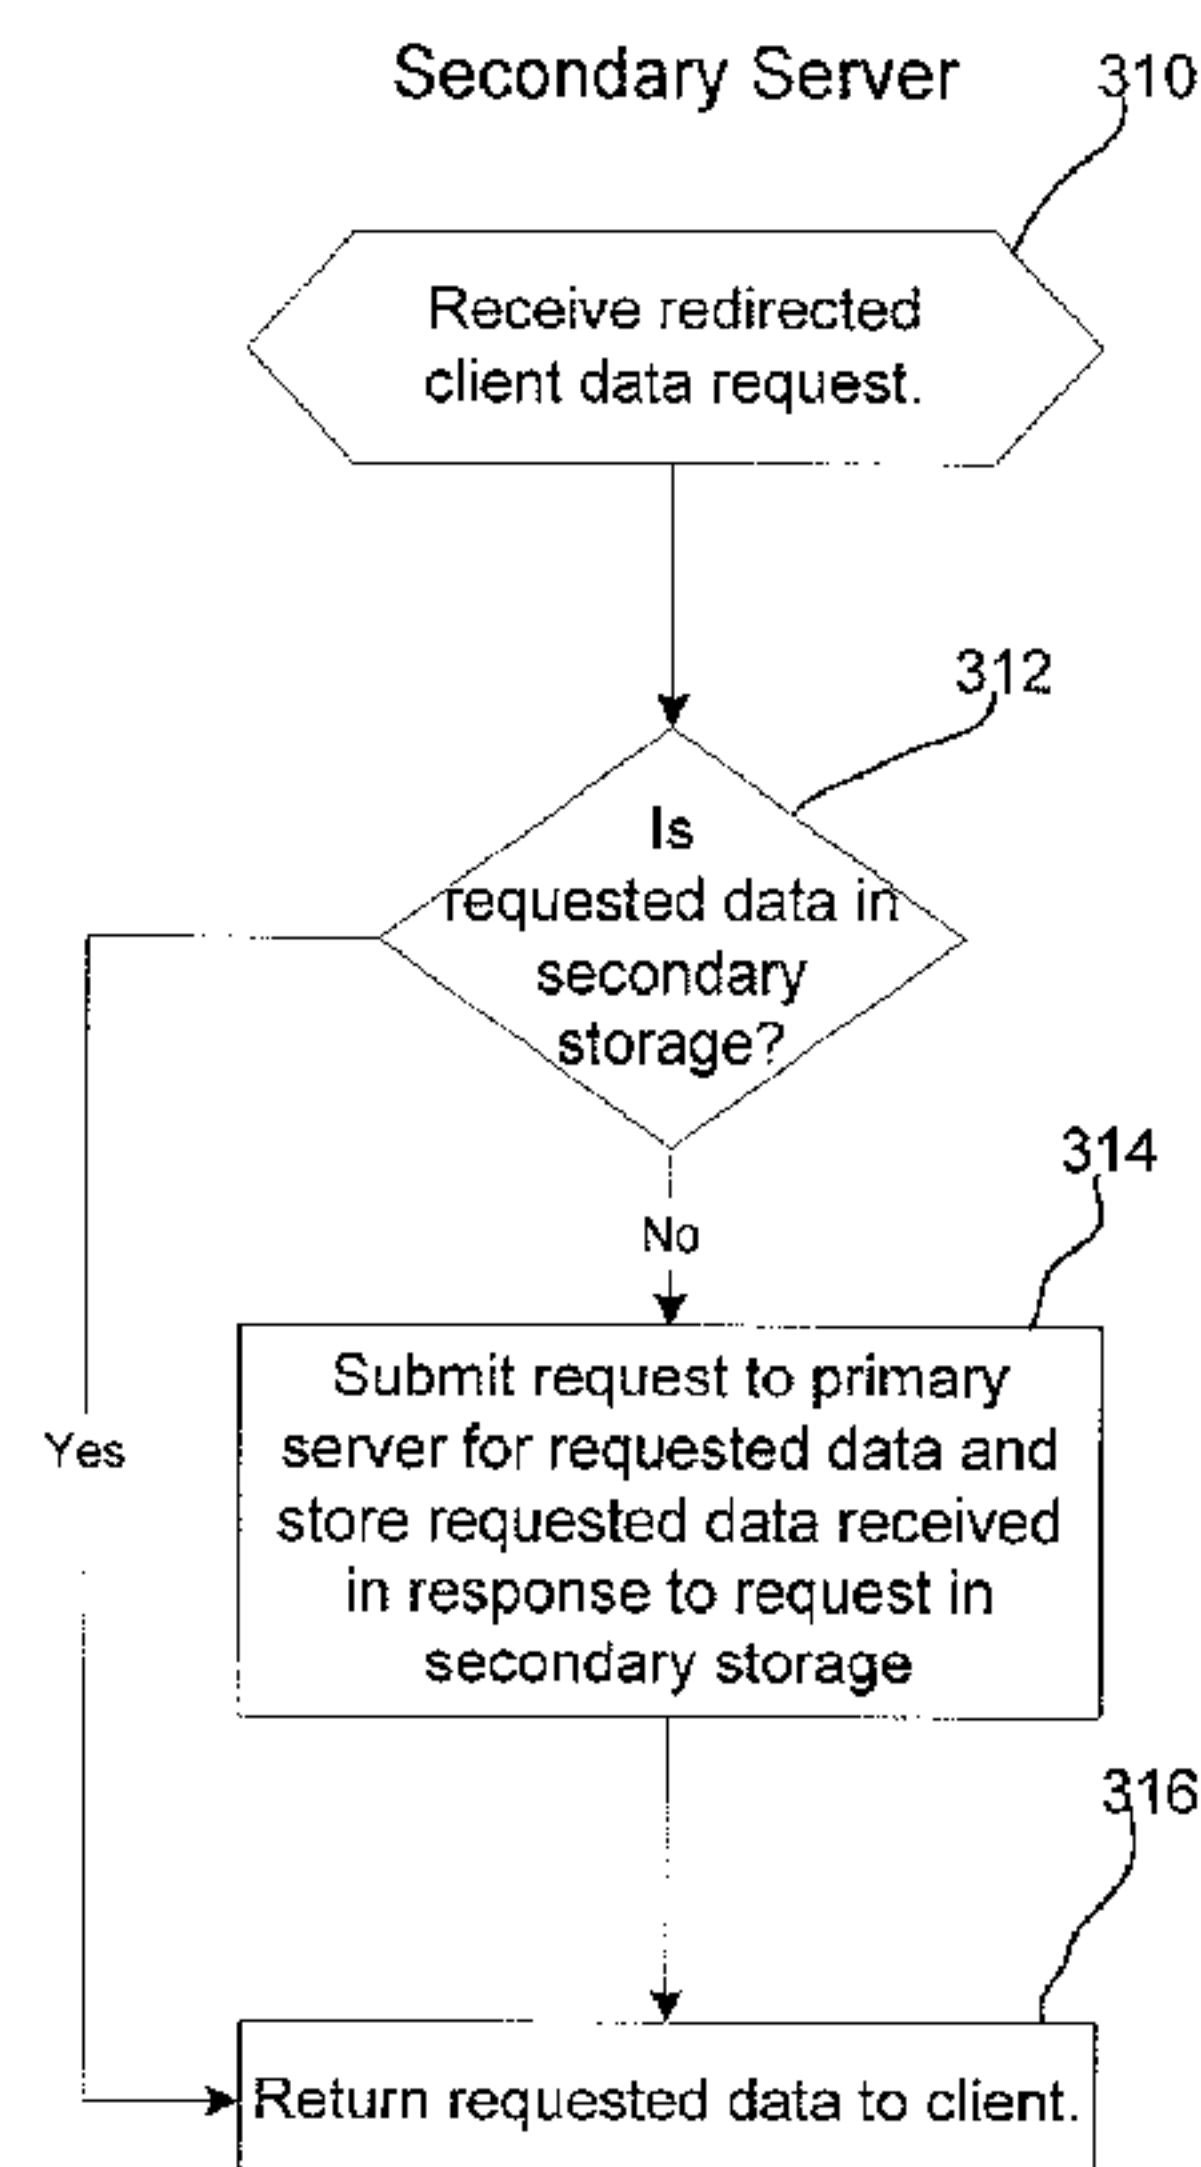 Secondary Server
310
Receive redirected
client data request.
312
Is
requested data in
secondary
storage?
314
No
Submit request to primary
server for requested data and
store requested data received
in response to request in
secondary storage
Yes
316
Return requested data to client.